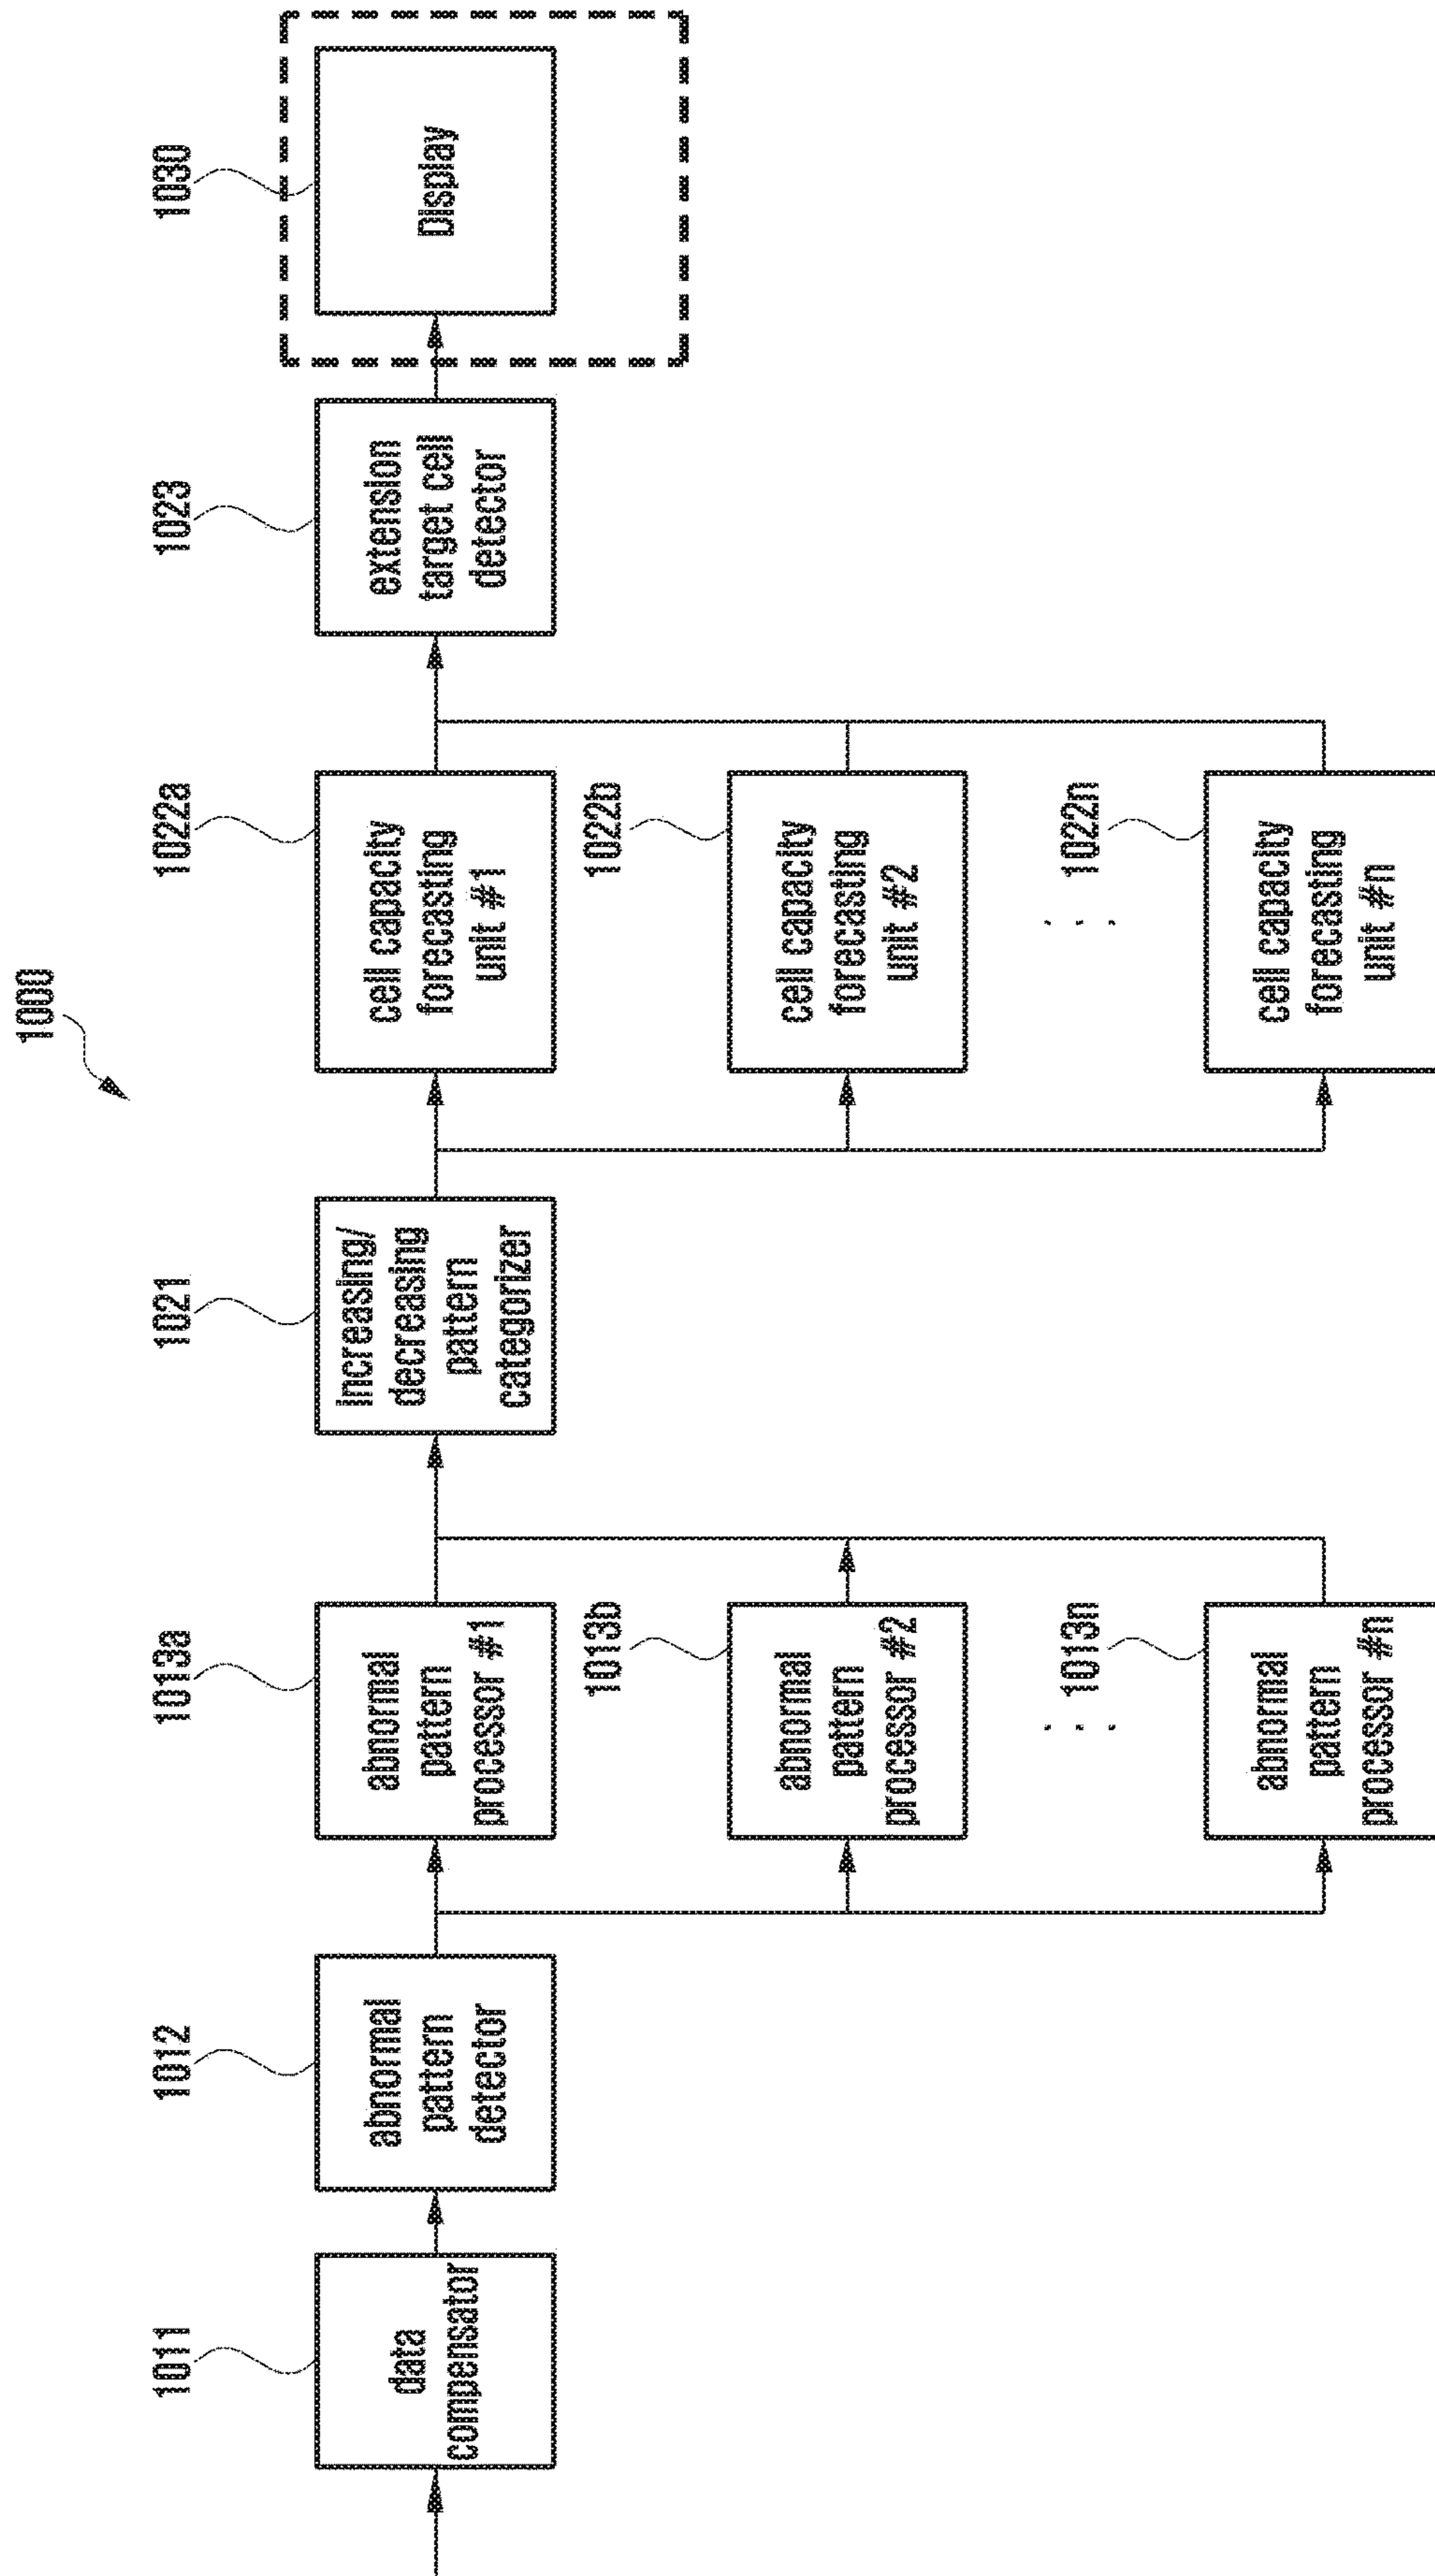 1000
1011
1012
1013a
1021
1022a
1023
1030
data
compensator
abnormal
pattern
detector
abnormal
pattern
processor #1
increasing/
decreasing
pattern
categorizer
cell capacity
forecasting
unit #1
extension
target cell
detector
Display
1013b
1022b
abnormal
pattern
processor #2
cell capacity
forecasting
unit #2
. . .
. . .
1013n
1022n
abnormal
pattern
processor #n
cell capacity
forecasting
unit #n